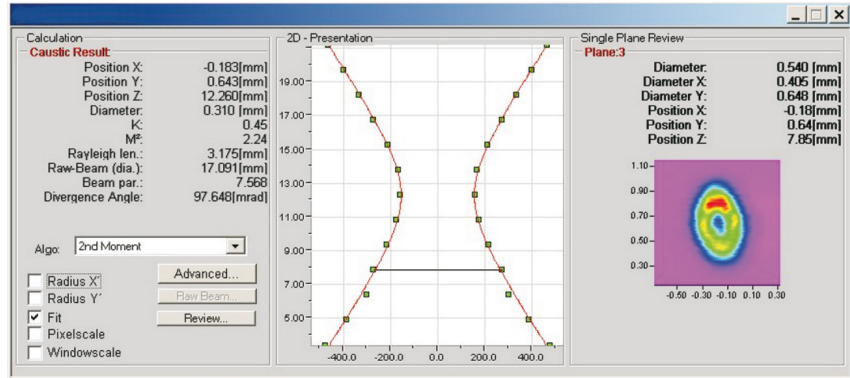 Calculation
Caustic Result:
Position X: -0.183[mm]
Position Y: 0.643[mm]
Position Z: 12.260[mm]
Diameter: 0.310 [mm]
K: 0.45
M²: 2.24
Rayleigh len.: 3.175[mm]
Raw-Beam (dia.): 17.091[mm]
Beam par.: 7.568
Divergence Angle: 97.648[mrad]
Algo: 2nd Moment
Radius X´
Radius Y´
Fit
Pixelscale
Windowscale
Advanced...
Raw Beam...
Review...
2D - Presentation
19.00
17.00
15.00
13.00
11.00
9.00
7.00
5.00
-400.0 -200.0 0.0 200.0 400.0
Single Plane Review
Plane:3
Diameter: 0.540 [mm]
Diameter X: 0.405 [mm]
Diameter Y: 0.648 [mm]
Position X: -0.18[mm]
Position Y: 0.64[mm]
Position Z: 7.85[mm]
1.10
0.90
0.70
0.50
0.30
-0.50 -0.30 -0.10 0.10 0.30